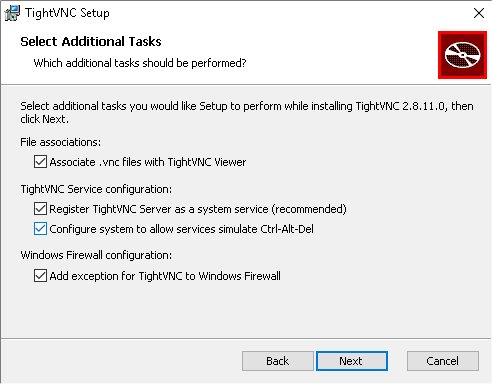 TightVNC Setup
Select Additional Tasks
Which additional tasks should be performed?
Select additional tasks you would like Setup to perform while installing TightVNC 2.8.11.0, then
click Next.
File associations:
Associate .vnc files with TightVNC Viewer
TightVNC Service configuration:
Register TightVNC Server as a system service (recommended)
Configure system to allow services simulate Ctrl-Alt-Del
Windows Firewall configuration:
Add exception for TightVNC to Windows Firewall
Back Next Cancel